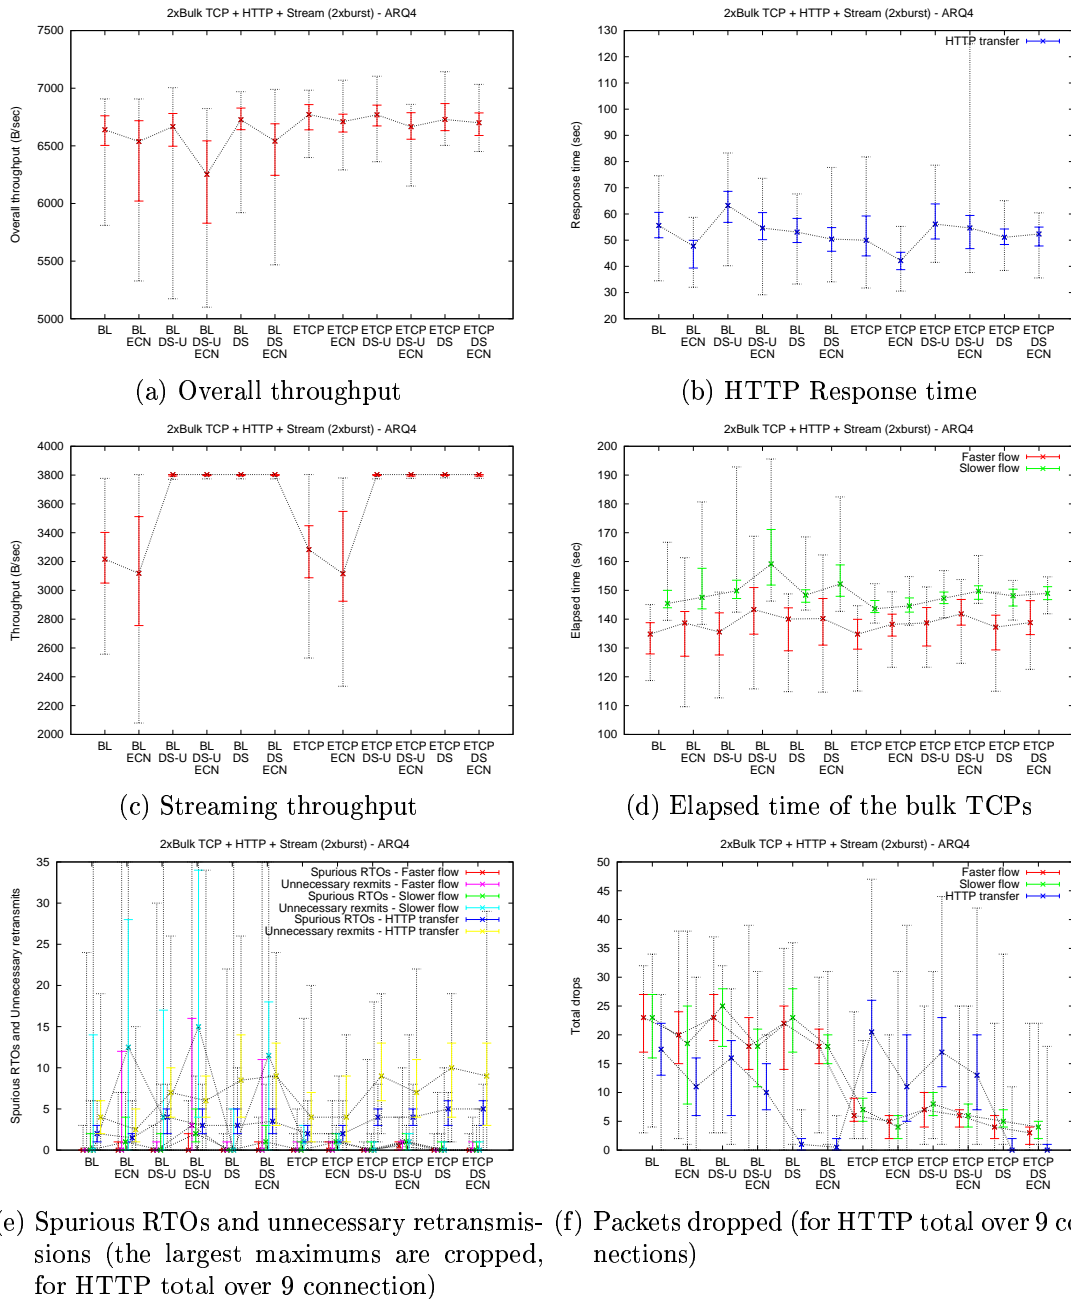 2xBulk TCP + HTTP + Stream (2xburst) - ARQ4
Overall throughput (B/sec)
7500
7000
6500
6000
5500
5000
BL BL BL BL BL BL ETCP ETCP ETCP ETCP ETCP ETCP
ECN DS-U DS-U DS DS ECN DS-U DS-U DS DS
ECN ECN ECN ECN
(a) Overall throughput
2xBulk TCP + HTTP + Stream (2xburst) - ARQ4
HTTP transfer
Response time (sec)
130
120
110
100
90
80
70
60
50
40
30
20
BL BL BL BL BL BL ETCP ETCP ETCP ETCP ETCP ETCP
ECN DS-U DS-U DS DS ECN DS-U DS-U DS DS
ECN ECN ECN ECN
(b) HTTP Response time
2xBulk TCP + HTTP + Stream (2xburst) - ARQ4
Throughput (B/sec)
4000
3800
3600
3400
3200
3000
2800
2600
2400
2200
2000
BL BL BL BL BL BL ETCP ETCP ETCP ETCP ETCP ETCP
ECN DS-U DS-U DS DS ECN DS-U DS-U DS DS
ECN ECN ECN ECN
(c) Streaming throughput
2xBulk TCP + HTTP + Stream (2xburst) - ARQ4
Faster flow
Slower flow
Elapsed time (sec)
200
190
180
170
160
150
140
130
120
110
100
BL BL BL BL BL BL ETCP ETCP ETCP ETCP ETCP ETCP
ECN DS-U DS-U DS DS ECN DS-U DS-U DS DS
ECN ECN ECN ECN
(d) Elapsed time of the bulk TCPs
2xBulk TCP + HTTP + Stream (2xburst) - ARQ4
Spurious RTOs - Faster flow
Unnecessary rexmits - Faster flow
Spurious RTOs - Slower flow
Unnecessary rexmits - Slower flow
Spurious RTOs - HTTP transfer
Unnecessary rexmits - HTTP transfer
Spurious RTOs and Unnecessary retransmits
35
30
25
20
15
10
5
0
BL BL BL BL BL BL ETCP ETCP ETCP ETCP ETCP ETCP
ECN DS-U DS-U DS DS ECN DS-U DS-U DS DS
ECN ECN ECN ECN
(e) Spurious RTOs and unnecessary retransmis-
sions (the largest maximums are cropped,
for HTTP total over 9 connection)
2xBulk TCP + HTTP + Stream (2xburst) - ARQ4
Faster flow
Slower flow
HTTP transfer
Total drops
50
45
40
35
30
25
20
15
10
5
0
BL BL BL BL BL BL ETCP ETCP ETCP ETCP ETCP ETCP
ECN DS-U DS-U DS DS ECN DS-U DS-U DS DS
ECN ECN ECN ECN
(f) Packets dropped (for HTTP total over 9 co
nections)